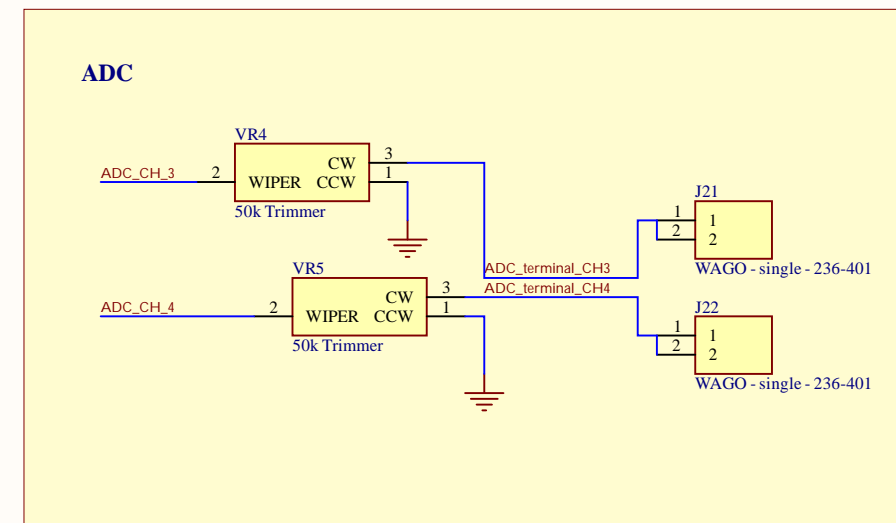 ADC
VR4
ADC_CH_3
2
WIPER
CW
CCW
3
1
50k Trimmer
VR5
ADC_CH_4
2
WIPER
CW
CCW
3
1
50k Trimmer
ADC_terminal_CH3
ADC_terminal_CH4
J21
1 1
2 2
WAGO - single - 236-401
J22
1 1
2 2
WAGO - single - 236-401